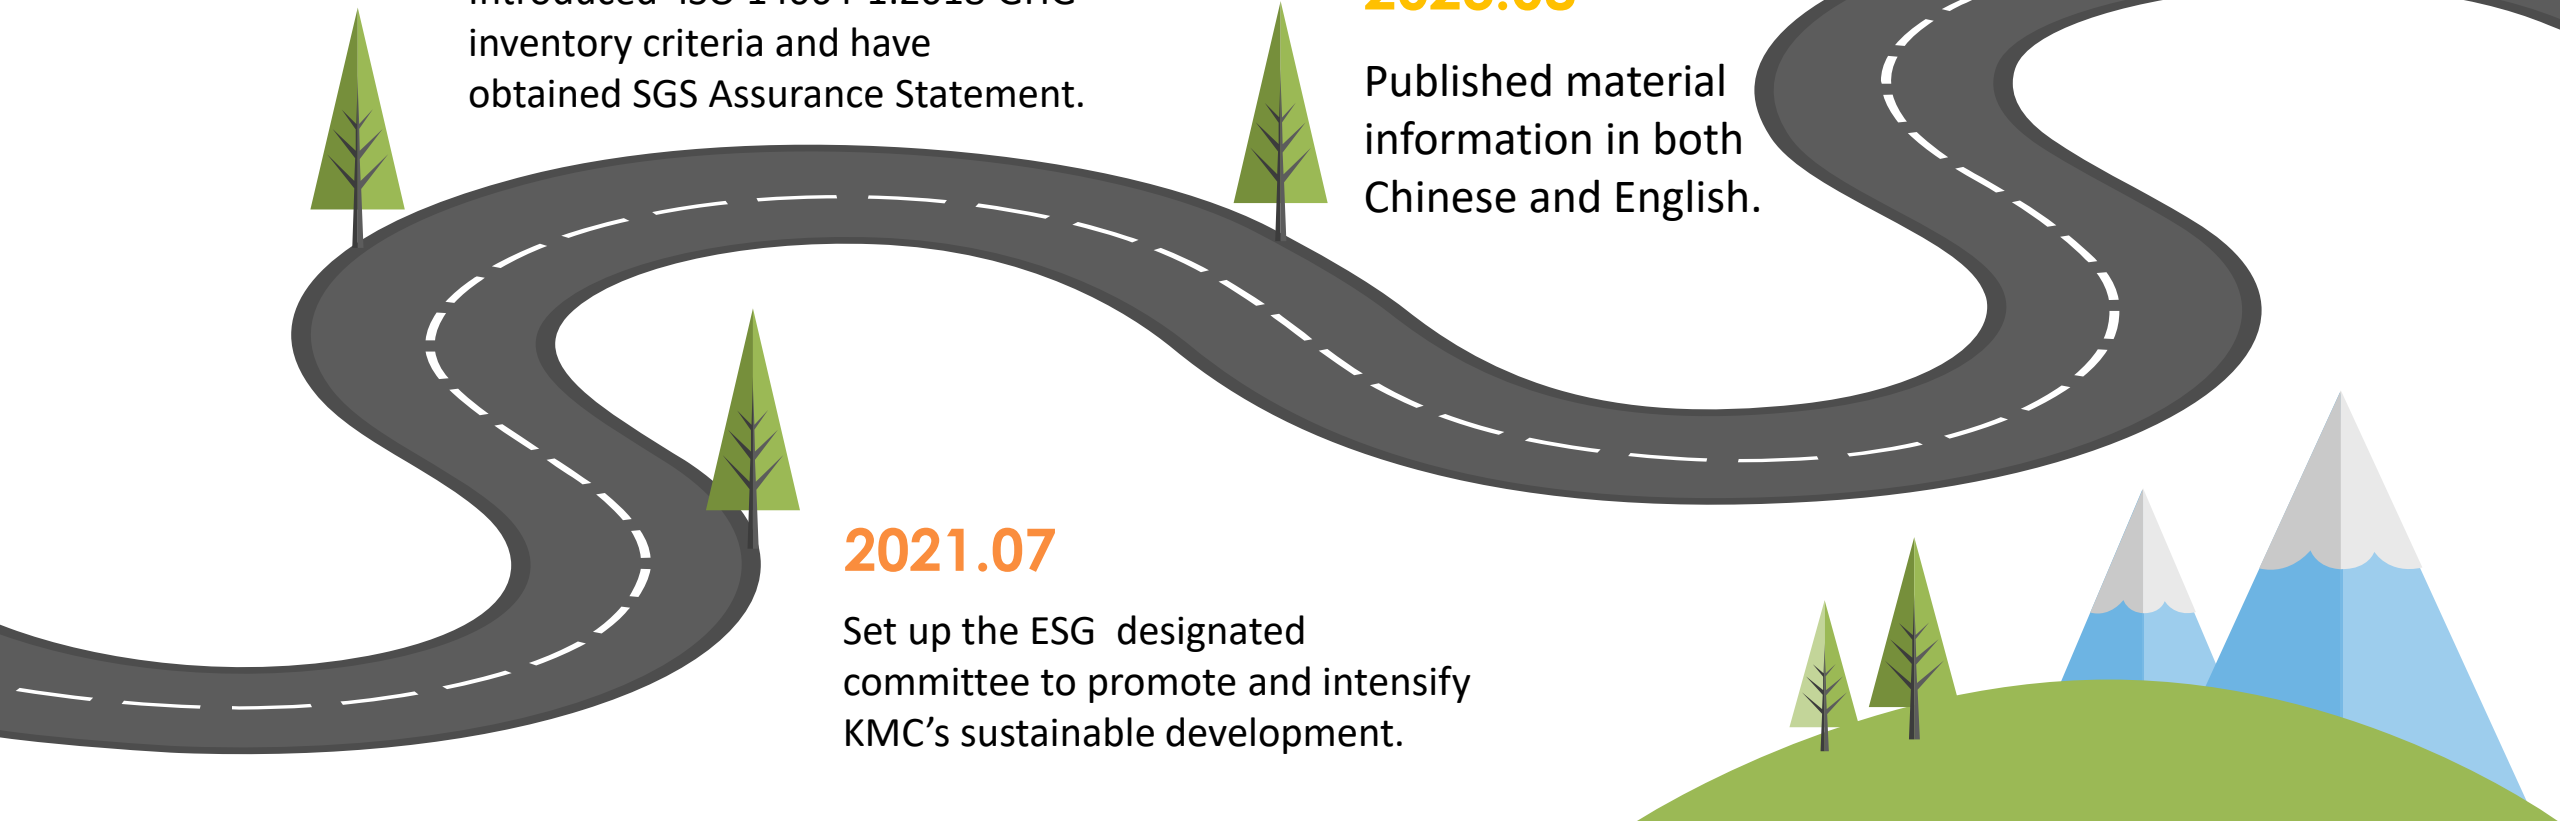 inventory criteria and have
obtained SGS Assurance Statement.
Published material
information in both
Chinese and English.
2021.07
Set up the ESG designated
committee to promote and intensify
KMC’s sustainable development.